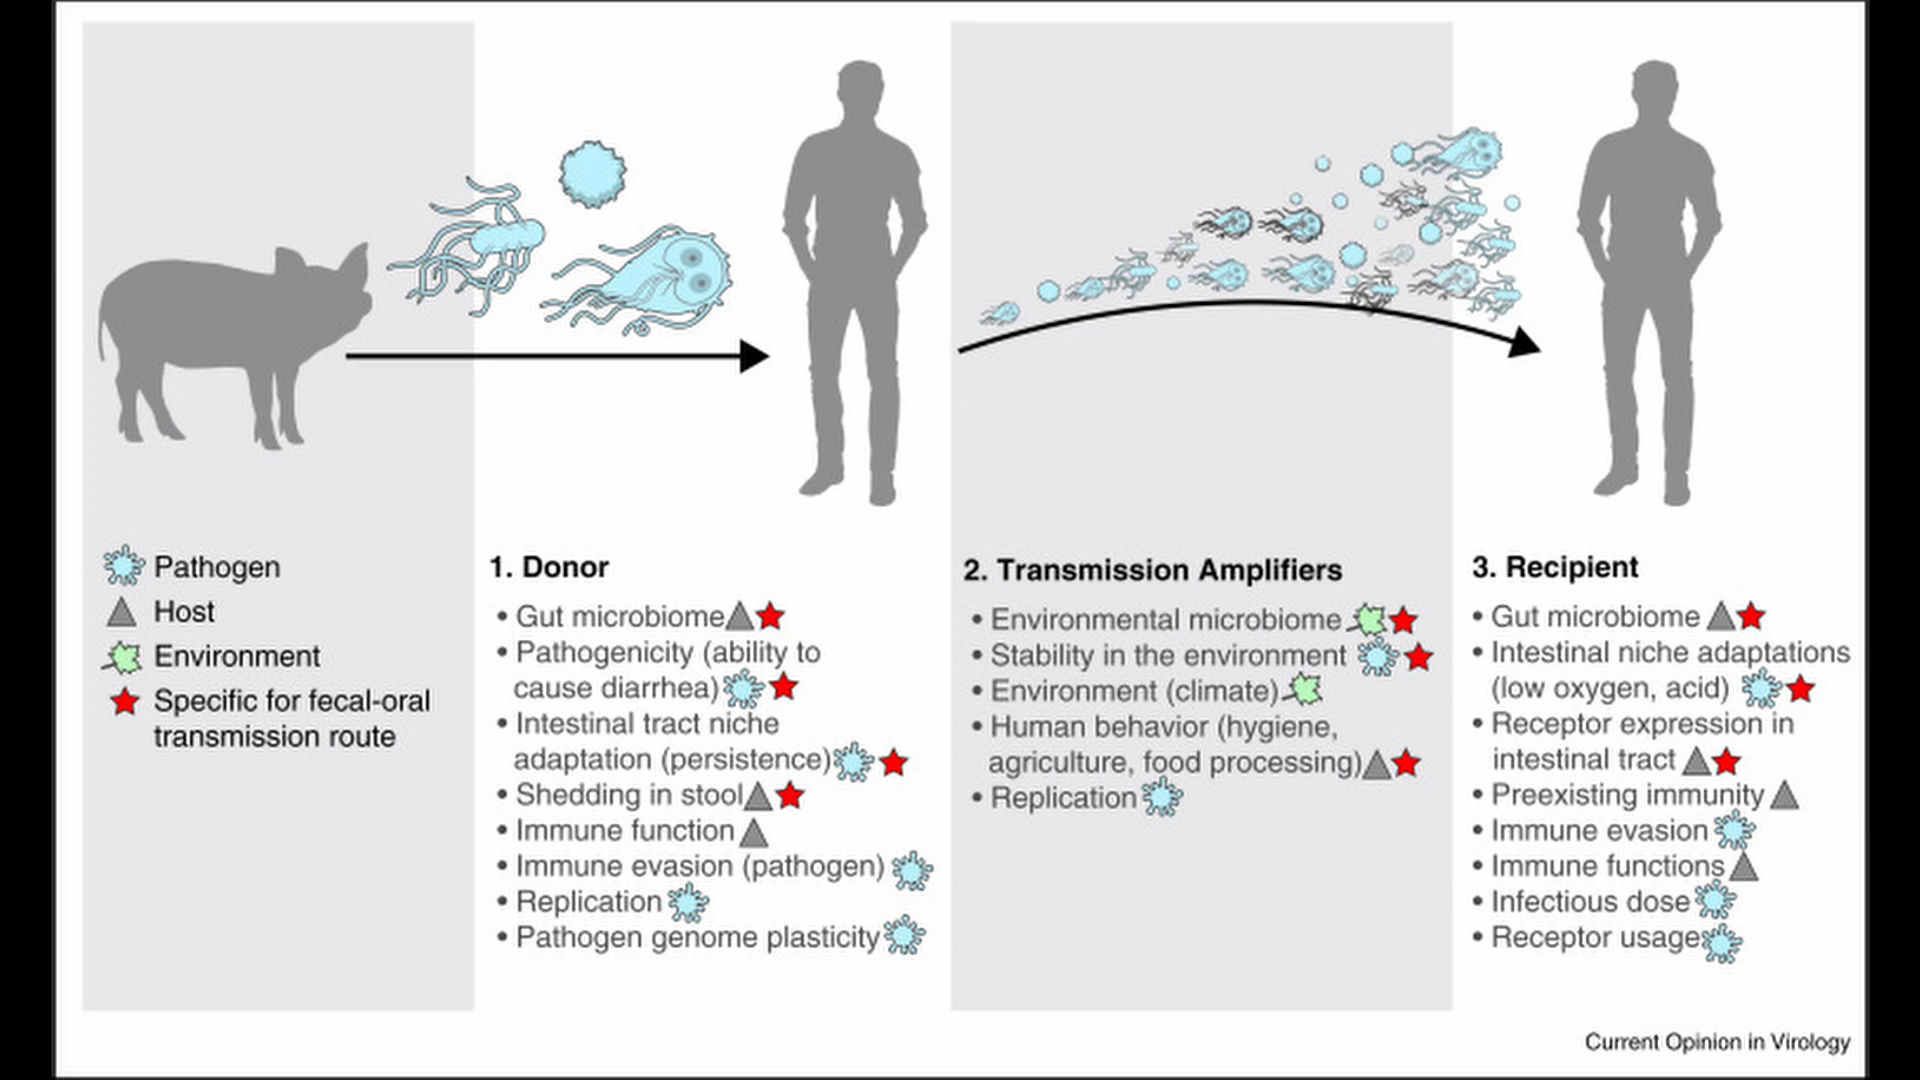 Pathogen
Host
Environment
Specific for fecal-oral
transmission route
1. Donor
• Gut microbiome
• Pathogenicity (ability to
cause diarrhea)
• Intestinal tract niche
adaptation (persistence)
• Shedding in stool
• Immune function
• Immune evasion (pathogen)
• Replication
• Pathogen genome plasticity
2. Transmission Amplifiers
• Environmental microbiome
• Stability in the environment
• Environment (climate)
• Human behavior (hygiene,
agriculture, food processing)
• Replication
3. Recipient
• Gut microbiome
• Intestinal niche adaptations
(low oxygen, acid)
• Receptor expression in
intestinal tract
• Preexisting immunity
• Immune evasion
• Immune functions
• Infectious dose
• Receptor usage
Current Opinion in Virology